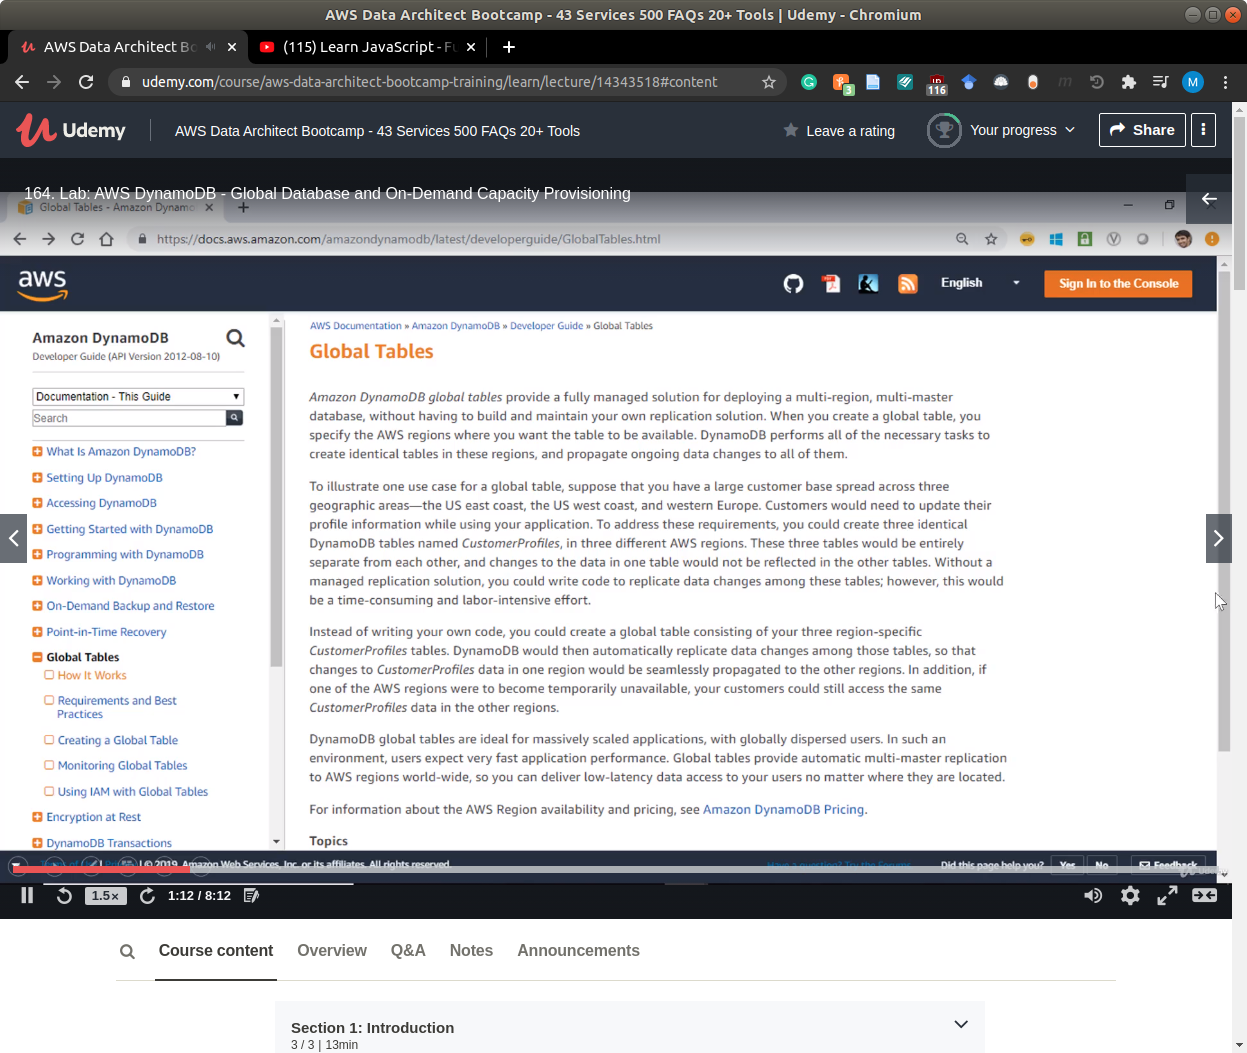 AWS Data Architect Bootcamp - 43 Services 500 FAQs 20+ Tools | Udemy - Chromium
AWS Data Architect Bo
(115) Learn JavaScript - Fu
udemy.com/course/aws-data-architect-bootcamp-training/learn/lecture/14343518#content
3
116
M
Udemy
AWS Data Architect Bootcamp - 43 Services 500 FAQs 20+ Tools
Leave a rating
Your progress
Share
164. Lab: AWS DynamoDB - Global Database and On-Demand Capacity Provisioning
Global Tables - Amazon Dynamo
https://docs.aws.amazon.com/amazondynamodb/latest/developerguide/GlobalTables.html
aws
English
Sign In to the Console
Amazon DynamoDB
Developer Guide (API Version 2012-08-10)
Documentation - This Guide
Search
What Is Amazon DynamoDB?
Setting Up DynamoDB
Accessing DynamoDB
Getting Started with DynamoDB
Programming with DynamoDB
Working with DynamoDB
On-Demand Backup and Restore
Point-in-Time Recovery
Global Tables
How It Works
Requirements and Best
Practices
Creating a Global Table
Monitoring Global Tables
Using IAM with Global Tables
Encryption at Rest
DynamoDB Transactions
AWS Documentation » Amazon DynamoDB » Developer Guide » Global Tables
Global Tables
Amazon DynamoDB global tables provide a fully managed solution for deploying a multi-region, multi-master
database, without having to build and maintain your own replication solution. When you create a global table, you
specify the AWS regions where you want the table to be available. DynamoDB performs all of the necessary tasks to
create identical tables in these regions, and propagate ongoing data changes to all of them.
To illustrate one use case for a global table, suppose that you have a large customer base spread across three
geographic areas—the US east coast, the US west coast, and western Europe. Customers would need to update their
profile information while using your application. To address these requirements, you could create three identical
DynamoDB tables named CustomerProfiles, in three different AWS regions. These three tables would be entirely
separate from each other, and changes to the data in one table would not be reflected in the other tables. Without a
managed replication solution, you could write code to replicate data changes among these tables; however, this would
be a time-consuming and labor-intensive effort.
Instead of writing your own code, you could create a global table consisting of your three region-specific
CustomerProfiles tables. DynamoDB would then automatically replicate data changes among those tables, so that
changes to CustomerProfiles data in one region would be seamlessly propagated to the other regions. In addition, if
one of the AWS regions were to become temporarily unavailable, your customers could still access the same
CustomerProfiles data in the other regions.
DynamoDB global tables are ideal for massively scaled applications, with globally dispersed users. In such an
environment, users expect very fast application performance. Global tables provide automatic multi-master replication
to AWS regions world-wide, so you can deliver low-latency data access to your users no matter where they are located.
For information about the AWS Region availability and pricing, see Amazon DynamoDB Pricing.
Topics
| © 2019, Amazon Web Services, Inc. or its affiliates. All rights reserved.
Have a question? Try the Forums
Did this page help you?
Yes
No
Feedback
1.5×
1:12 / 8:12
Course content
Overview
Q&A
Notes
Announcements
Section 1: Introduction
3 / 3 | 13min